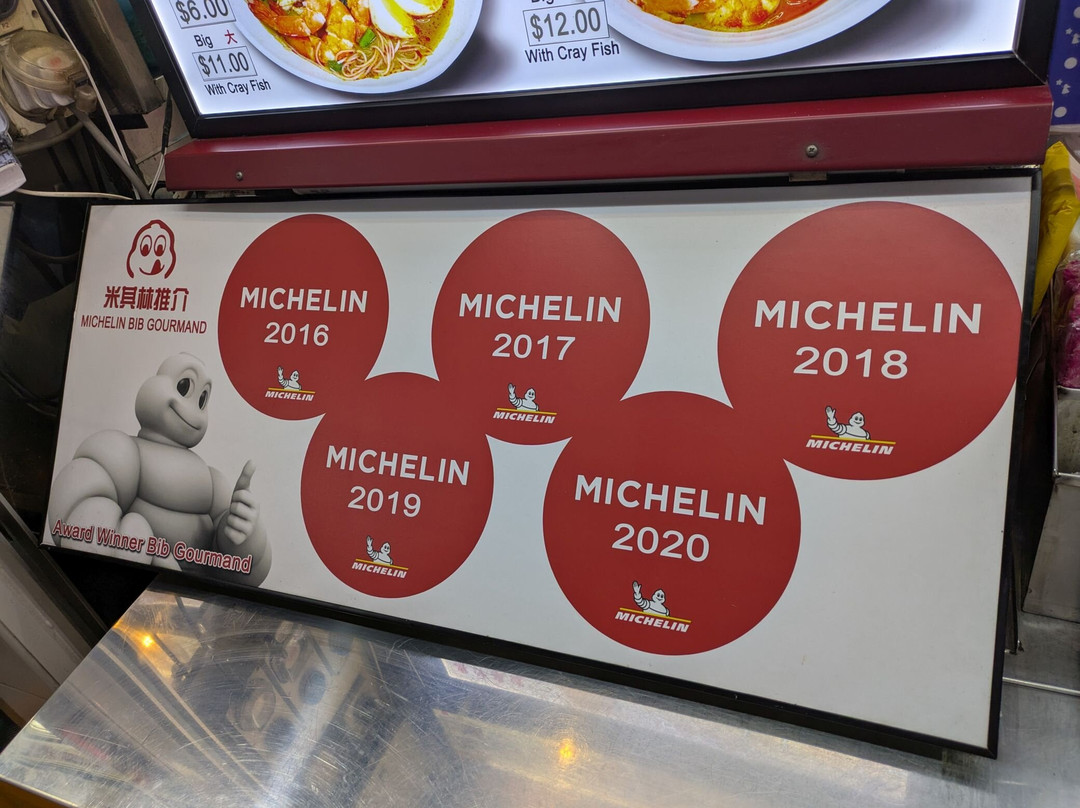 $6.00
Big 大
$11.00
With Cray Fish
$12.00
With Cray Fish
米其林推介
MICHELIN BIB GOURMAND
MICHELIN
2016
MICHELIN
MICHELIN
2017
MICHELIN
MICHELIN
2018
MICHELIN
MICHELIN
2019
MICHELIN
MICHELIN
2020
MICHELIN
Award Winner Bib Gourmand